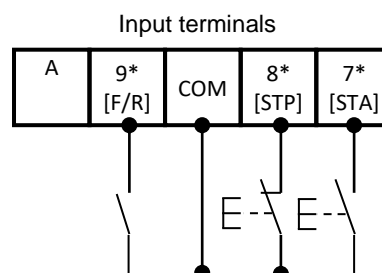 Input terminals
A
9*
[F/R]
COM
8*
[STP]
7*
[STA]